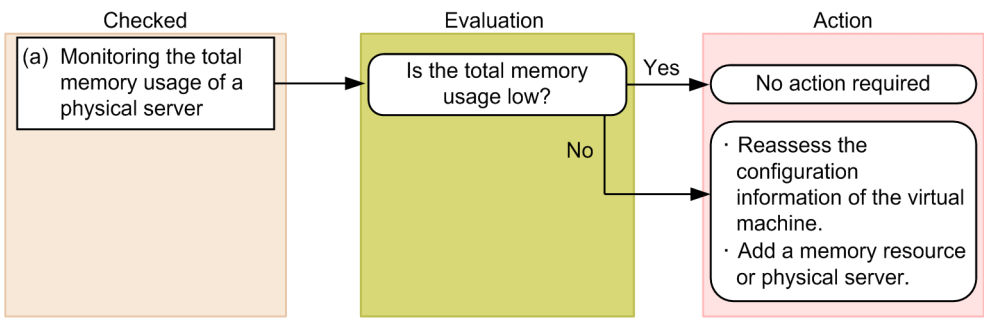 Checked
Evaluation
Action
(a) Monitoring the total
memory usage of a
physical server
Is the total memory
usage low?
Yes
No action required
No
· Reassess the
configuration
information of the virtual
machine.
· Add a memory resource
or physical server.